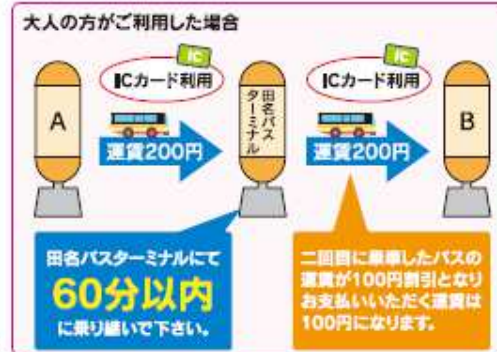 大人の方がご利用した場合
IC
ICカード利用
IC
ICカード利用
A
田名バス
ターミナル
B
運賃200円
運賃200円
田名バスターミナルにて
60分以内
に乗り継いで下さい。
二回目に乗車したバスの
運賃が100円割引となり
お支払いいただく運賃は
100円になります。